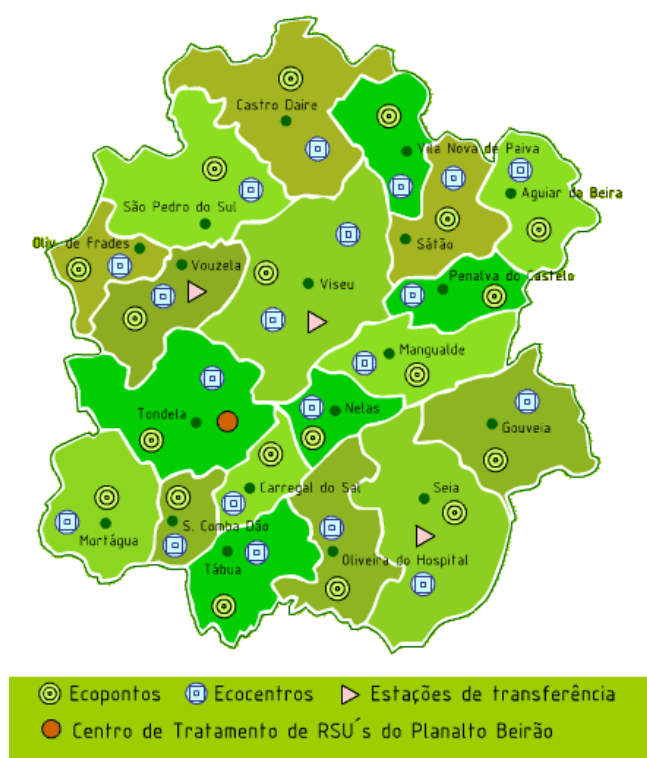 Castro Daire
Vila Nova de Paiva
Aguiar da Beira
São Pedro do Sul
Oliv. de Frades
Sátão
Vouzela
Penalva do Castelo
Viseu
Mangualde
Tondela
Nelas
Gouveia
Carregal do Sal
Seia
S. Comba Dão
Mortágua
Oliveira do Hospital
Tábua
Ecopontos Ecocentros Estações de transferência
Centro de Tratamento de RSU´s do Planalto Beirão